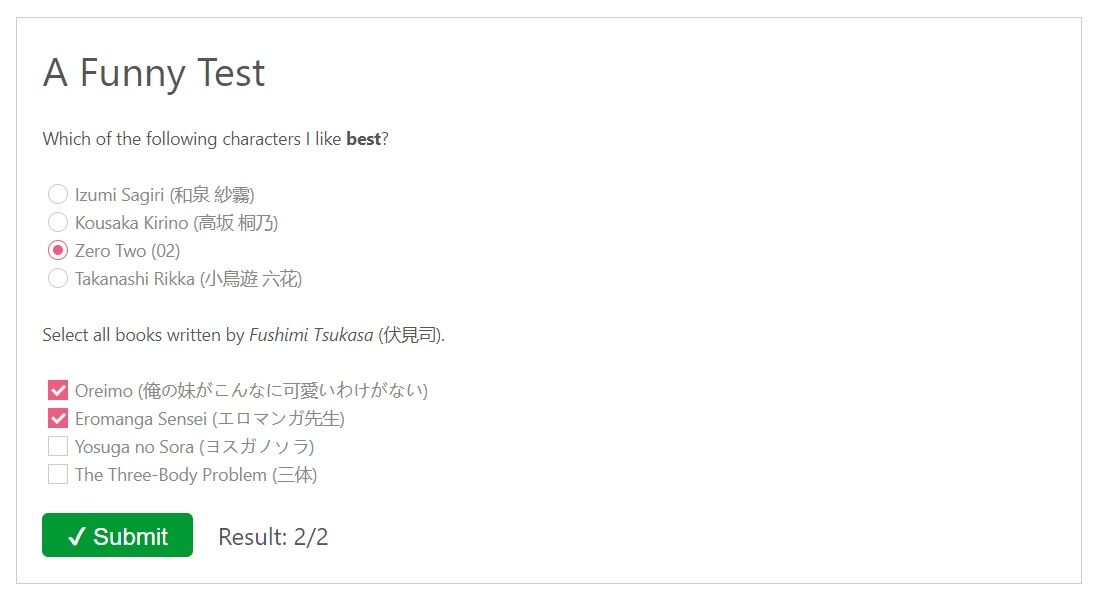 A Funny Test
Which of the following characters I like best?
Izumi Sagiri (和泉 紗霧)
Kousaka Kirino (高坂 桐乃)
Zero Two (02)
Takanashi Rikka (小鳥遊 六花)
Select all books written by Fushimi Tsukasa (伏見司).
Oreimo (俺の妹がこんなに可愛いわけがない)
Eromanga Sensei (エロマンガ先生)
Yosuga no Sora (ヨスガノソラ)
The Three-Body Problem (三体)
✓ Submit Result: 2/2